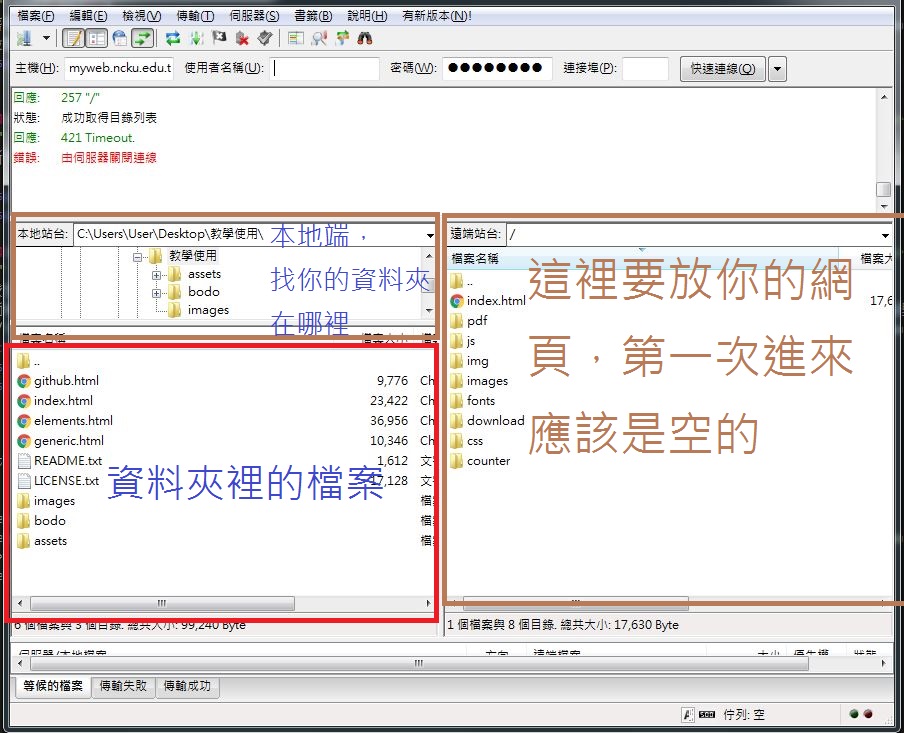 檔案(F) 編輯(E) 檢視(V) 傳輸(T) 伺服器(S) 書籤(B) 說明(H) 有新版本(N)!
主機(H): myweb.ncku.edu.t 使用者名稱(U): 密碼(W): ●●●●●●●● 連接埠(P): 快速連線(Q)
回應: 257 "/"
狀態: 成功取得目錄列表
回應: 421 Timeout.
錯誤: 由伺服器關閉連線
本地站台: C:\Users\User\Desktop\教學使用\
教學使用
assets
bodo
images
本地端，
找你的資料夾
在哪裡
檔案名稱 檔案大小
..
github.html 9,776 Ch
index.html 23,422 Ch
elements.html 36,956 Ch
generic.html 10,346 Ch
README.txt 1,612 文
LICENSE.txt 17,128 文
images 檔
bodo 檔
assets 檔
資料夾裡的檔案
6 個檔案與 3 個目錄. 總共大小: 99,240 Byte
遠端站台: /
檔案名稱 檔案大
..
index.html 17,6
pdf
js
img
images
fonts
download
css
counter
這裡要放你的網
頁，第一次進來
應該是空的
1 個檔案與 8 個目錄. 總共大小: 17,630 Byte
伺服器/本地檔案 方向 遠端檔案 大小 優先權 狀態
等候的檔案 傳輸失敗 傳輸成功
佇列: 空